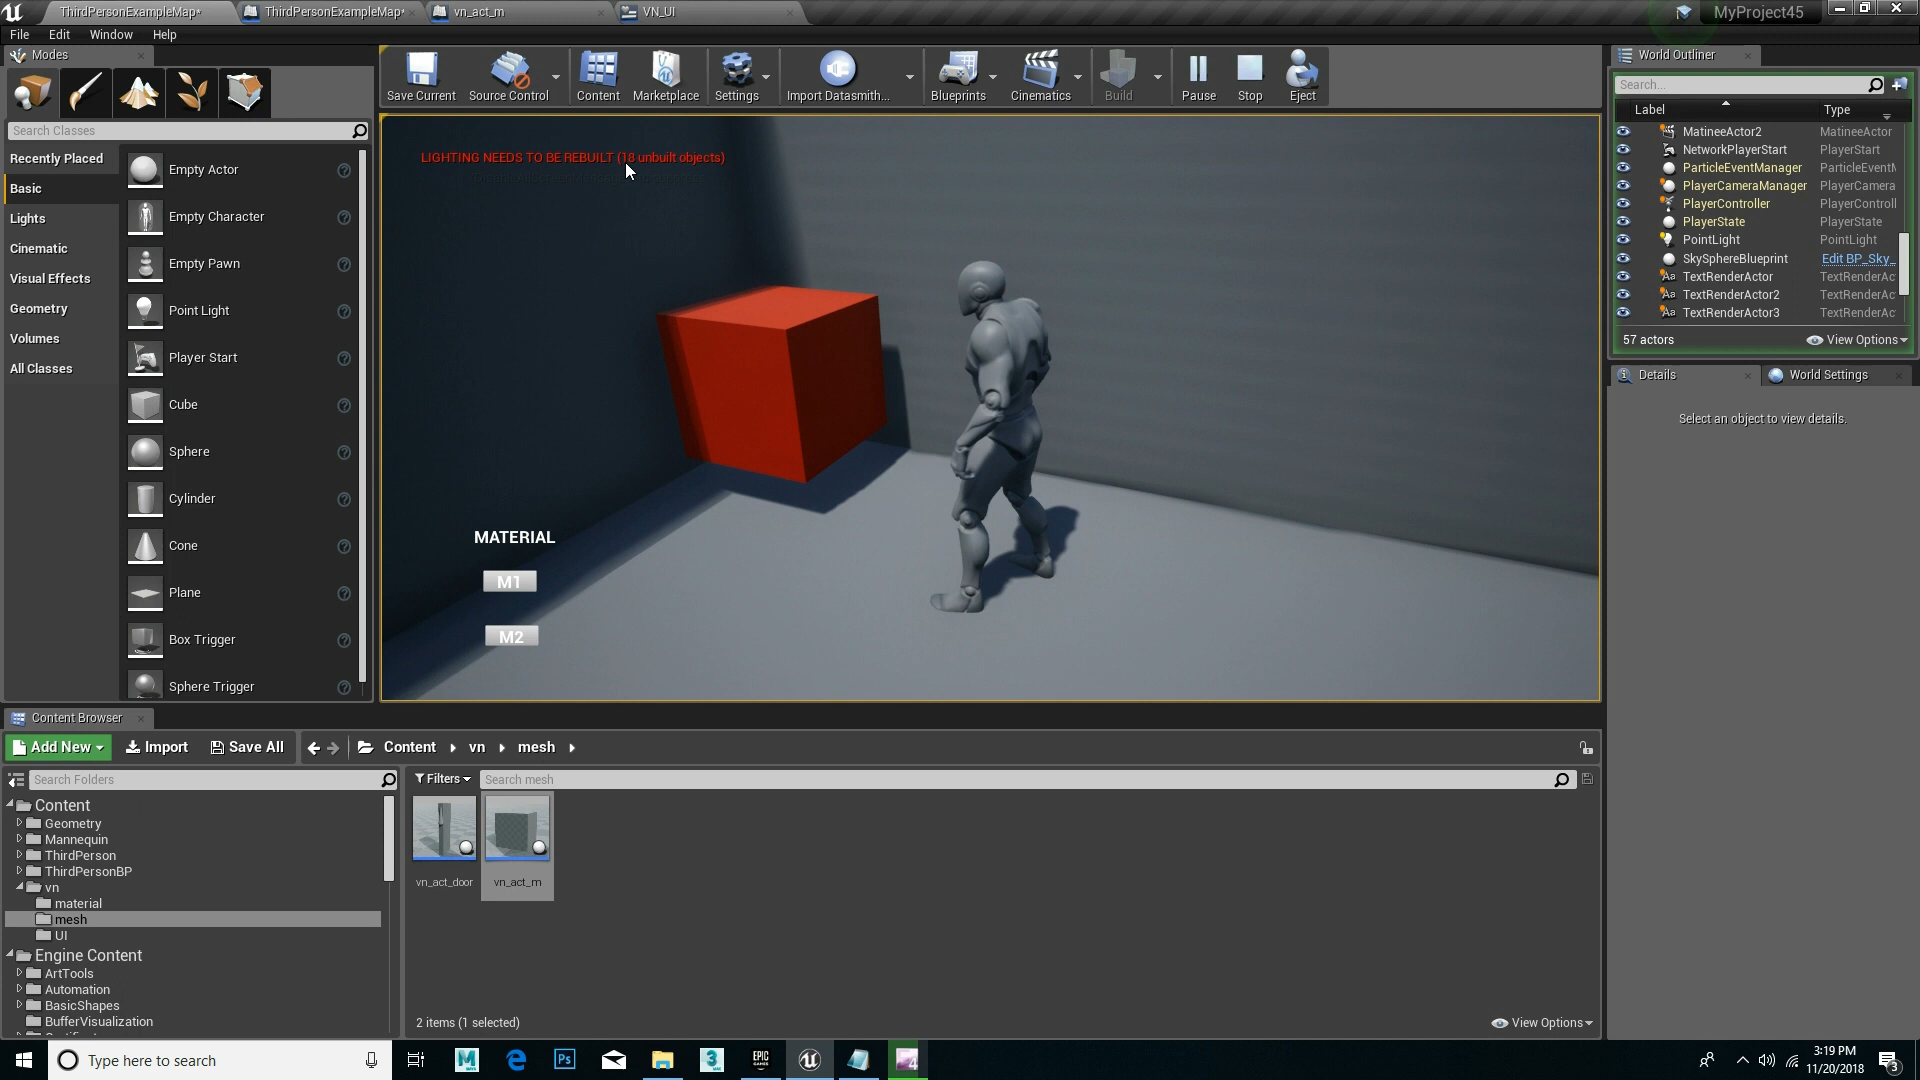 ThirdPersonExampleMap*
ThirdPersonExampleMap*
vn_act_m
VN_UI
MyProject45
File Edit Window Help
Modes
Save Current
Source Control
Content
Marketplace
Settings
Import Datasmith...
Blueprints
Cinematics
Build
Pause
Stop
Eject
Search Classes
Recently Placed
Basic
Lights
Cinematic
Visual Effects
Geometry
Volumes
All Classes
Empty Actor
Empty Character
Empty Pawn
Point Light
Player Start
Cube
Sphere
Cylinder
Cone
Plane
Box Trigger
Sphere Trigger
LIGHTING NEEDS TO BE REBUILT (18 unbuilt objects)
MATERIAL
M1
M2
World Outliner
Search...
Label Type
MatineeActor2 MatineeActor
NetworkPlayerStart PlayerStart
ParticleEventManager ParticleEventM
PlayerCameraManager PlayerCamera
PlayerController PlayerControll
PlayerState PlayerState
PointLight PointLight
SkySphereBlueprint Edit BP_Sky_
TextRenderActor TextRenderAc
TextRenderActor2 TextRenderAc
TextRenderActor3 TextRenderAc
57 actors View Options
Details
World Settings
Select an object to view details.
Content Browser
Add New Import Save All Content vn mesh
Search Folders
Filters
Search mesh
Content
Geometry
Mannequin
ThirdPerson
ThirdPersonBP
vn
material
mesh
UI
Engine Content
ArtTools
Automation
BasicShapes
BufferVisualization
vn_act_door
vn_act_m
2 items (1 selected)
View Options
Type here to search
M
Ps
3
EPIC
GAMES
4
3:19 PM
11/20/2018
3